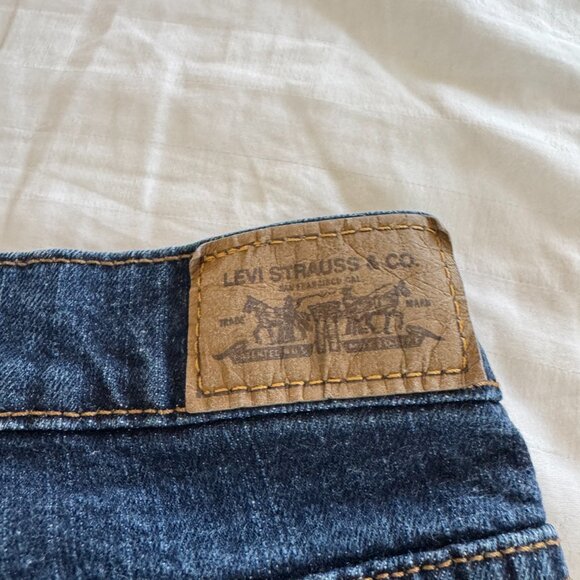 LEVI STRAUSS & CO.
SAN FRANCISCO CAL.
TRADE MARK